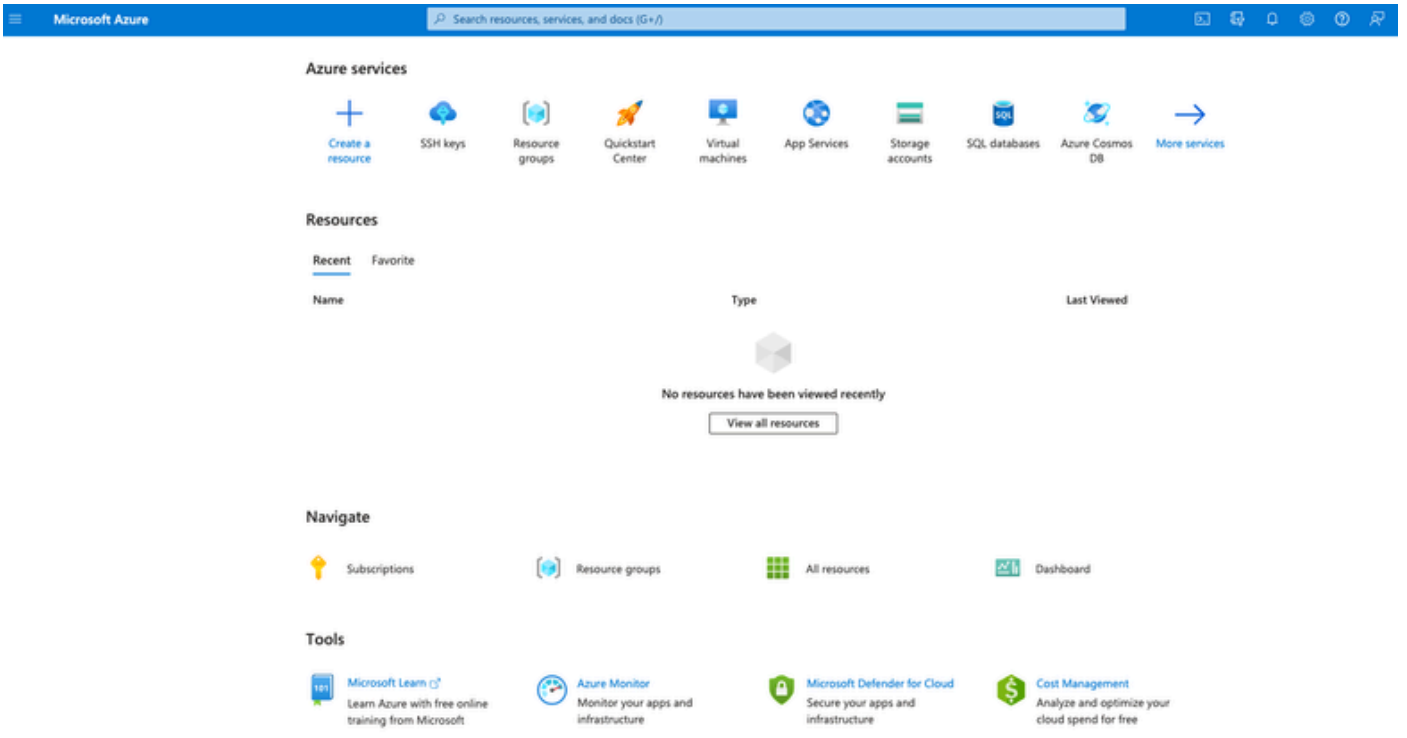 Microsoft Azure
Search resources, services, and docs (G+/)
Azure services
Create a resource
SSH keys
Resource groups
Quickstart Center
Virtual machines
App Services
Storage accounts
SQL
SQL databases
Azure Cosmos DB
More services
Resources
Recent Favorite
Name Type Last Viewed
No resources have been viewed recently
View all resources
Navigate
Subscriptions Resource groups All resources Dashboard
Tools
101
Microsoft Learn
Learn Azure with free online
training from Microsoft
Azure Monitor
Monitor your apps and
infrastructure
Microsoft Defender for Cloud
Secure your apps and
infrastructure
$
Cost Management
Analyze and optimize your
cloud spend for free